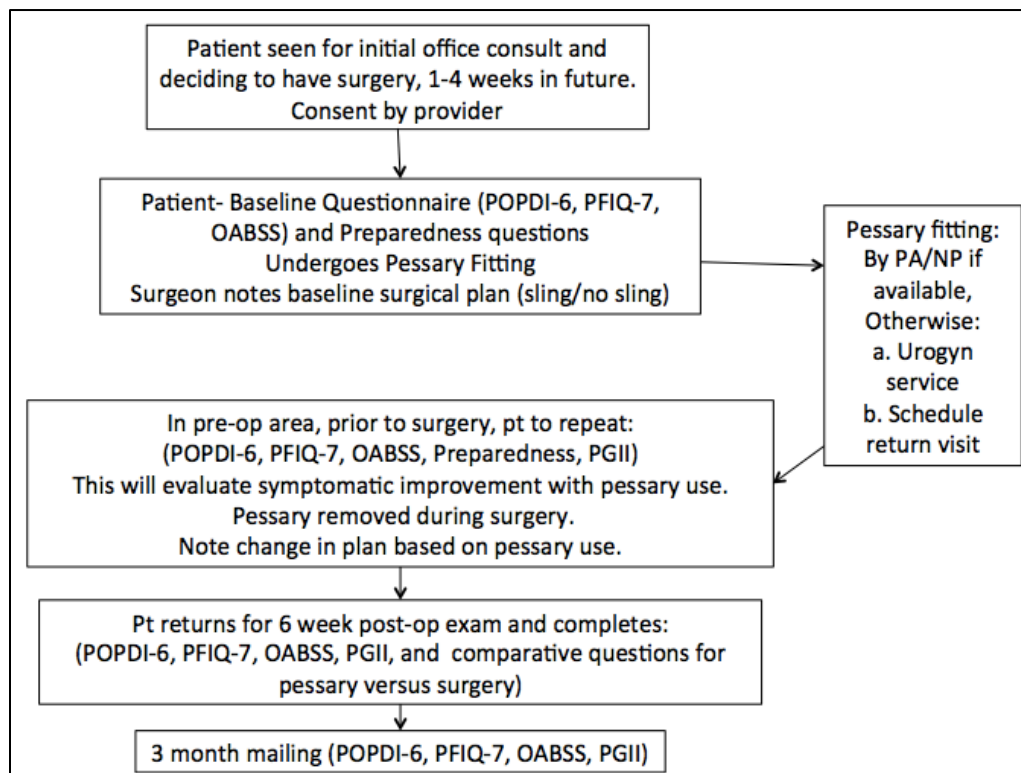 Patient seen for initial office consult and
deciding to have surgery, 1-4 weeks in future.
Consent by provider
Patient- Baseline Questionnaire (POPDI-6, PFIQ-7,
OABSS) and Preparedness questions
Undergoes Pessary Fitting
Surgeon notes baseline surgical plan (sling/no sling)
Pessary fitting:
By PA/NP if
available,
Otherwise:
a. Urogyn
service
b. Schedule
return visit
In pre-op area, prior to surgery, pt to repeat:
(POPDI-6, PFIQ-7, OABSS, Preparedness, PGII)
This will evaluate symptomatic improvement with pessary use.
Pessary removed during surgery.
Note change in plan based on pessary use.
Pt returns for 6 week post-op exam and completes:
(POPDI-6, PFIQ-7, OABSS, PGII, and comparative questions for
pessary versus surgery)
3 month mailing (POPDI-6, PFIQ-7, OABSS, PGII)